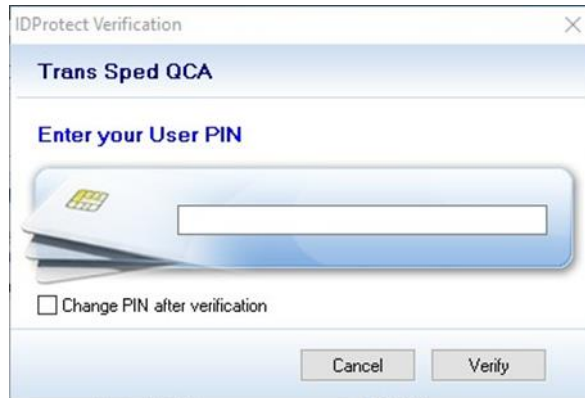 IDProtect Verification
Trans Sped QCA
Enter your User PIN
Change PIN after verification
Cancel Verify